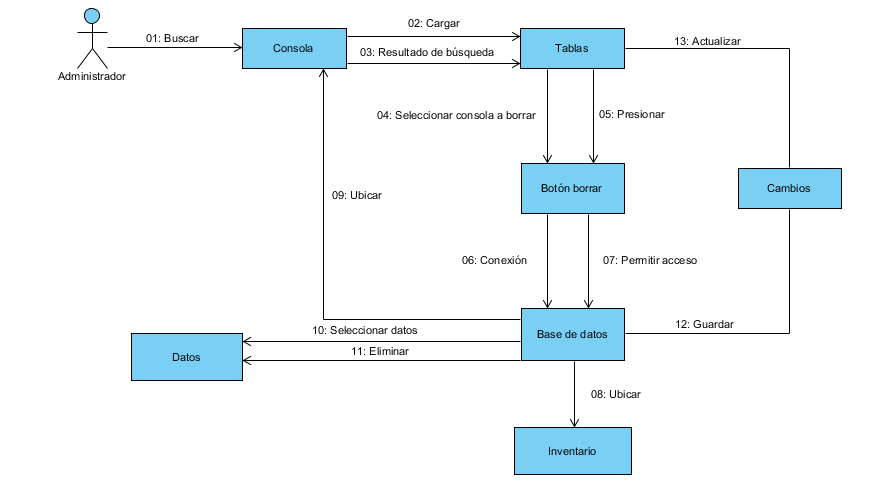 02: Cargar
01: Buscar
Consola
Tablas
13: Actualizar
03: Resultado de búsqueda
Administrador
04: Seleccionar consola a borrar
05: Presionar
Botón borrar
Cambios
09: Ubicar
06: Conexión
07: Permitir acceso
10: Seleccionar datos
12: Guardar
Base de datos
11: Eliminar
Datos
08: Ubicar
Inventario